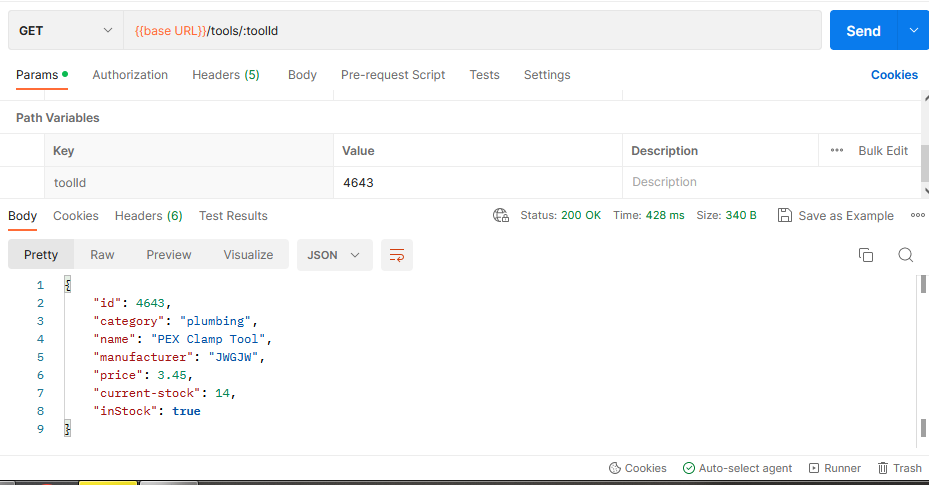 GET {{base URL}}/tools/:toolId Send
Params Authorization Headers (5) Body Pre-request Script Tests Settings Cookies
Path Variables
Key Value Description Bulk Edit
toolId 4643 Description
Body Cookies Headers (6) Test Results Status: 200 OK Time: 428 ms Size: 340 B Save as Example
Pretty Raw Preview Visualize JSON
1 {
2 "id": 4643,
3 "category": "plumbing",
4 "name": "PEX Clamp Tool",
5 "manufacturer": "JWGJW",
6 "price": 3.45,
7 "current-stock": 14,
8 "inStock": true
9 }
Cookies Auto-select agent Runner Trash